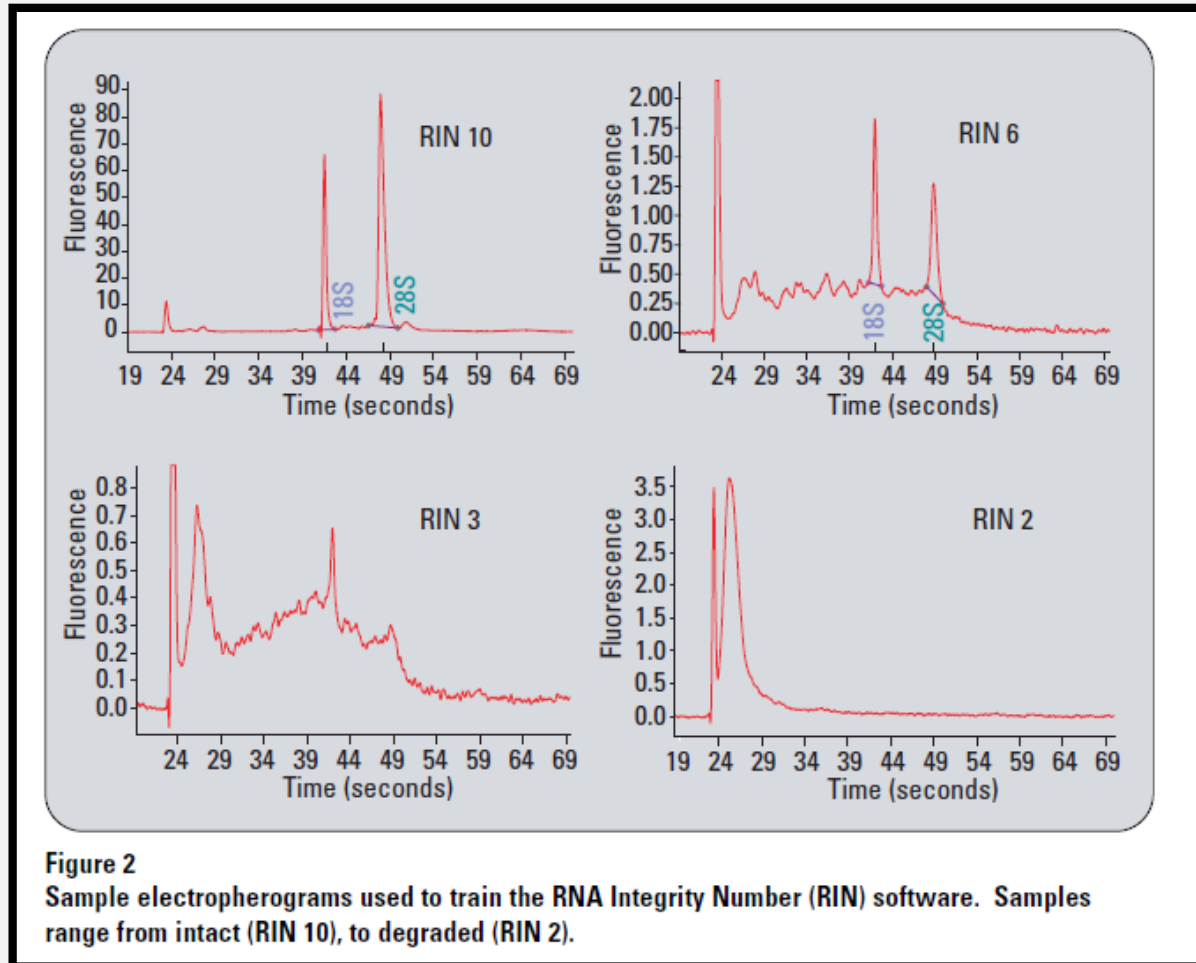 90
80
70
60
50
40
30
20
10
0
Fluorescence
RIN 10
18S
28S
19 24 29 34 39 44 49 54 59 64 69
Time (seconds)
2.00
1.75
1.50
1.25
1.00
0.75
0.50
0.25
0.00
Fluorescence
RIN 6
18S
28S
24 29 34 39 44 49 54 59 64 69
Time (seconds)
0.8
0.7
0.6
0.5
0.4
0.3
0.2
0.1
0.0
Fluorescence
RIN 3
24 29 34 39 44 49 54 59 64 69
Time (seconds)
3.5
3.0
2.5
2.0
1.5
1.0
0.5
0.0
Fluorescence
RIN 2
19 24 29 34 39 44 49 54 59 64 69
Time (seconds)
Figure 2
Sample electropherograms used to train the RNA Integrity Number (RIN) software. Samples
range from intact (RIN 10), to degraded (RIN 2).